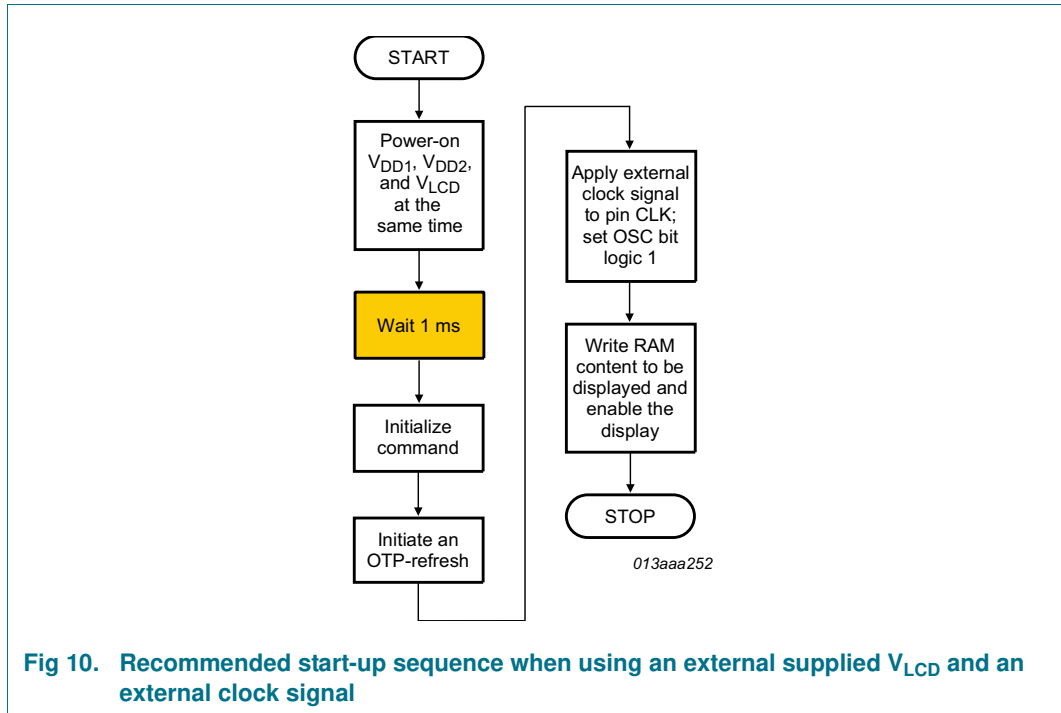 START
Power-on
VDD1, VDD2,
and VLCD
at the
same time
Wait 1 ms
Initialize
command
Initiate an
OTP-refresh
Apply external
clock signal
to pin CLK;
set OSC bit
logic 1
Write RAM
content to be
displayed and
enable the
display
STOP
013aaa252
Fig 10. Recommended start-up sequence when using an external supplied VLCD and an
external clock signal